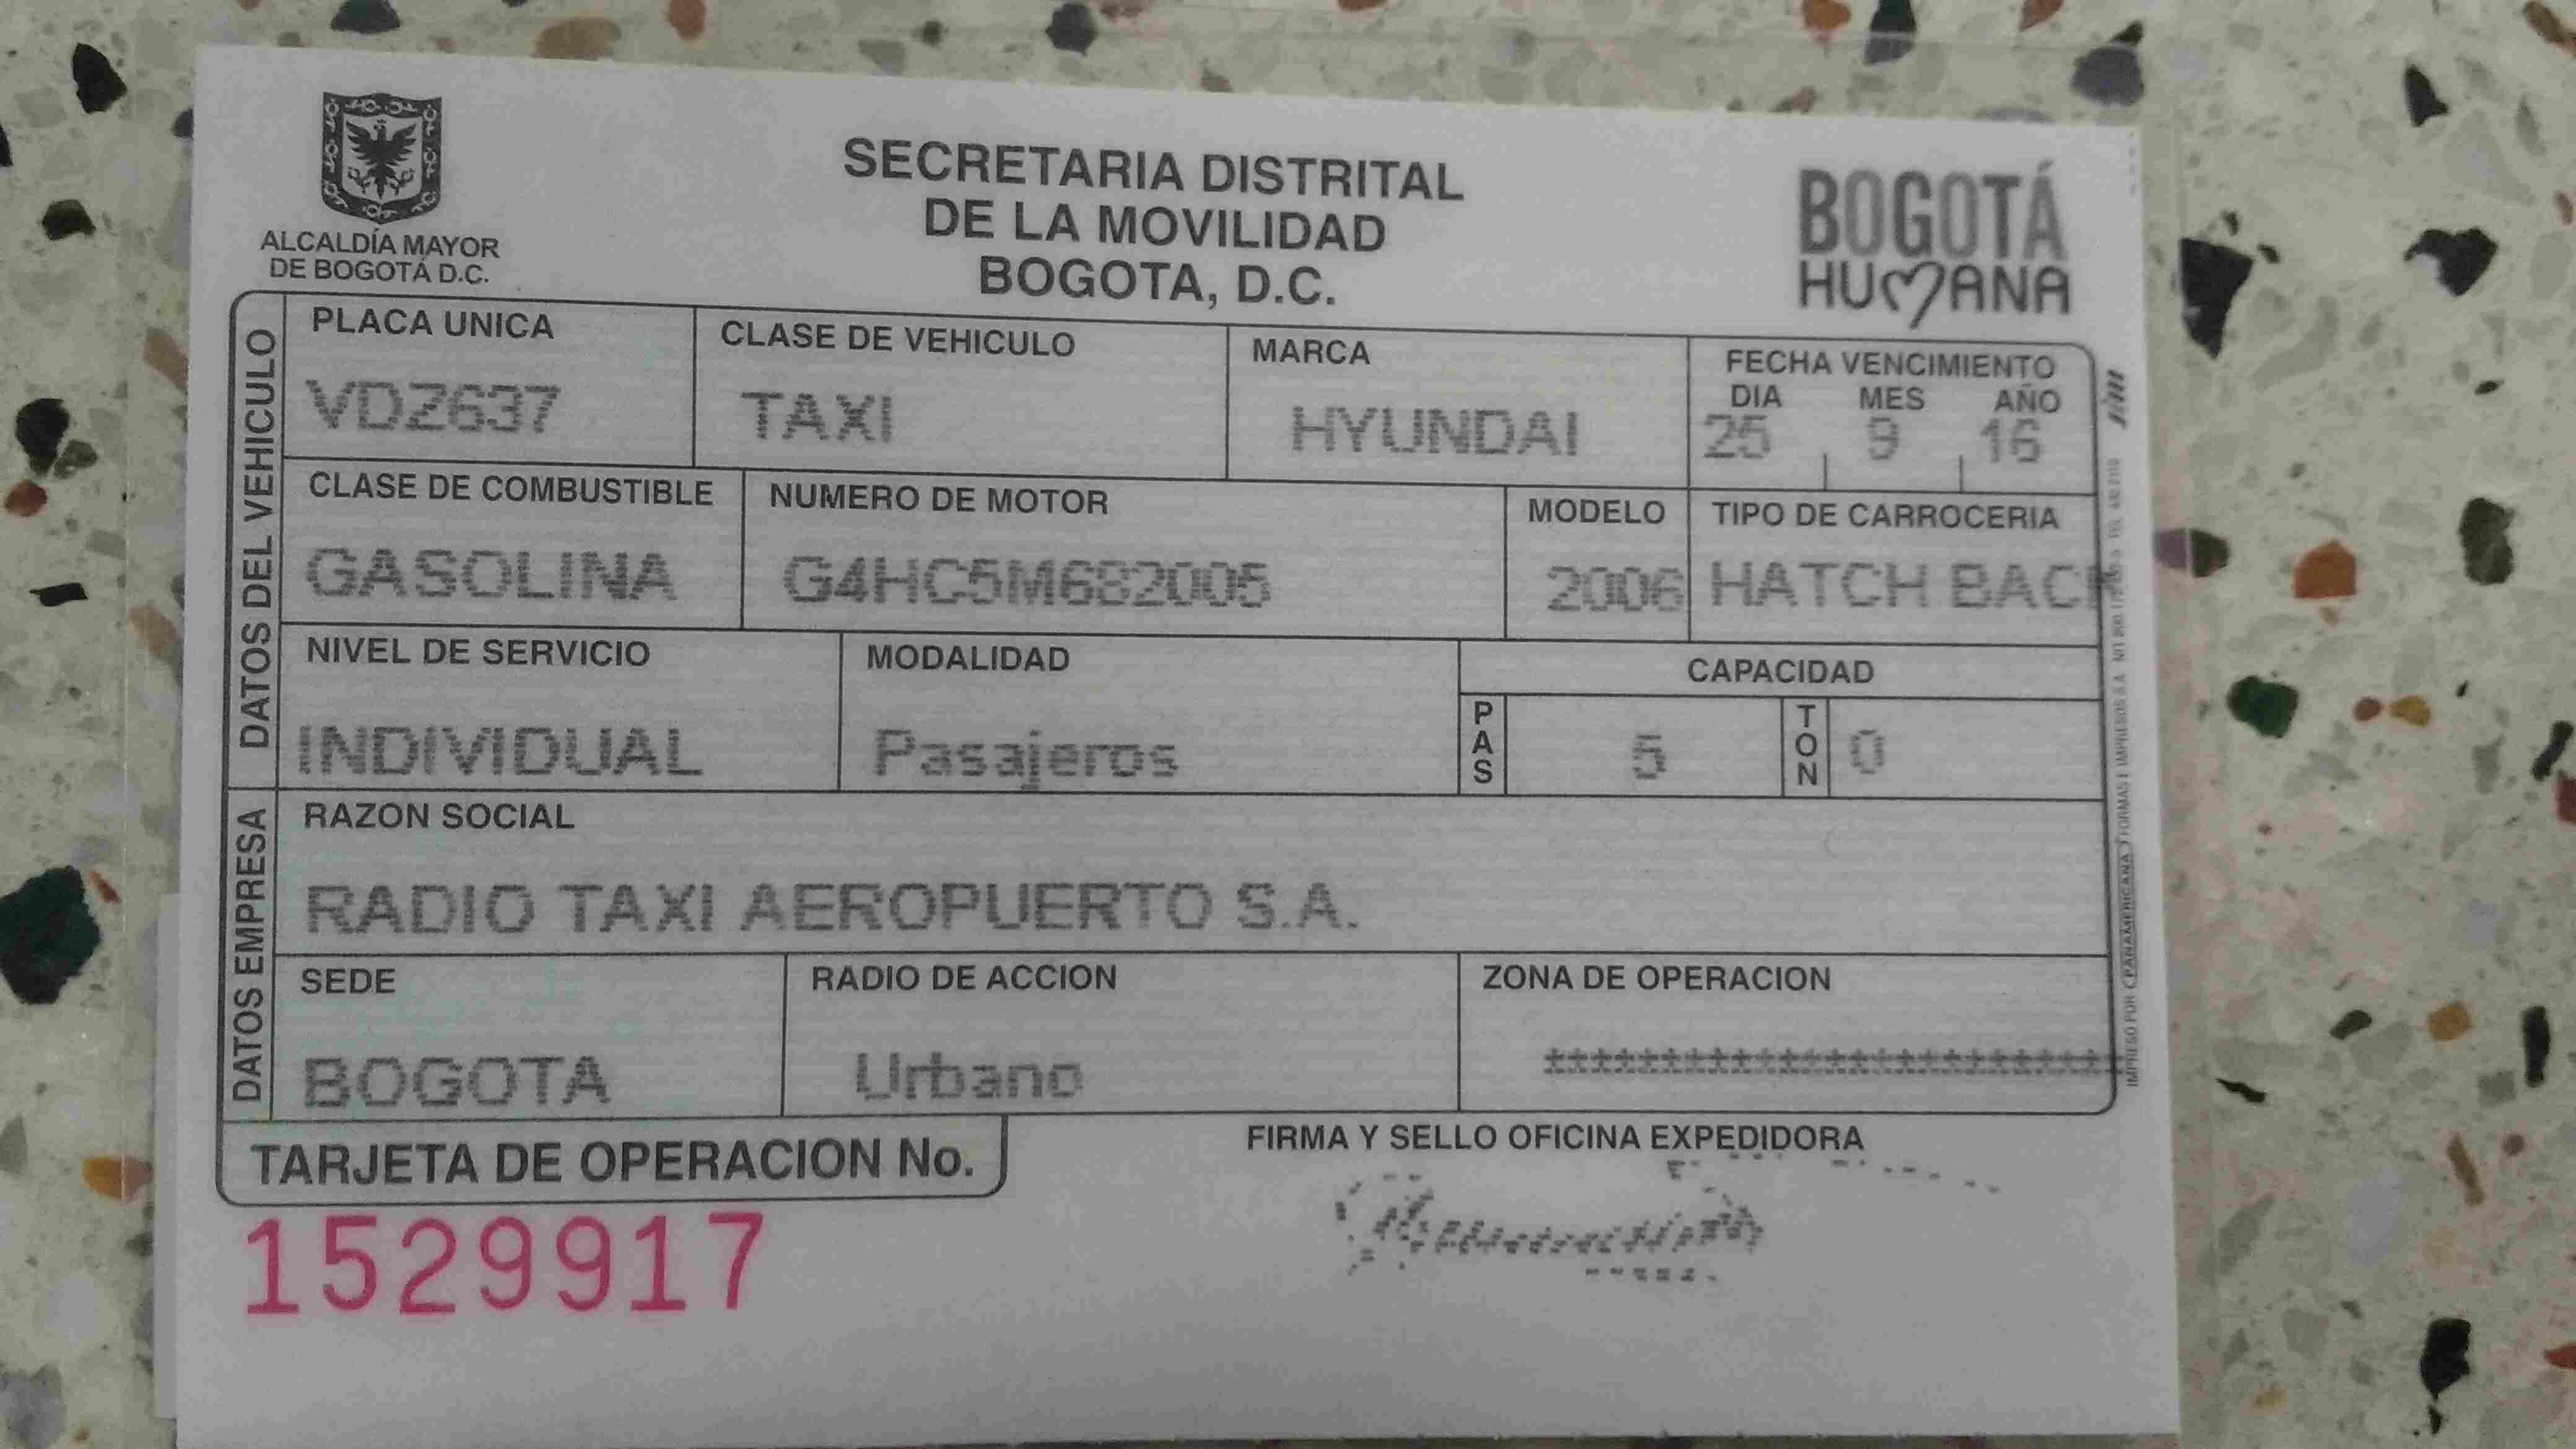 ALCALDÍA MAYOR
DE BOGOTÁ D.C.
SECRETARIA DISTRITAL
DE LA MOVILIDAD
BOGOTA, D.C.
BOGOTÁ
HUMANA
DATOS DEL VEHICULO
PLACA UNICA
VDZ637
CLASE DE VEHICULO
TAXI
MARCA
HYUNDAI
FECHA VENCIMIENTO
DIA MES AÑO
25 9 16
CLASE DE COMBUSTIBLE
GASOLINA
NUMERO DE MOTOR
G4HC5M682005
MODELO
2006
TIPO DE CARROCERIA
HATCH BACK
NIVEL DE SERVICIO
INDIVIDUAL
MODALIDAD
Pasajeros
CAPACIDAD
PAS 5 TON 0
DATOS EMPRESA
RAZON SOCIAL
RADIO TAXI AEROPUERTO S.A.
SEDE
BOGOTA
RADIO DE ACCION
Urbano
ZONA DE OPERACION
TARJETA DE OPERACION No.
1529917
FIRMA Y SELLO OFICINA EXPEDIDORA
IMPRESO POR PANAMERICANA FORMAS E IMPRESOS S.A.